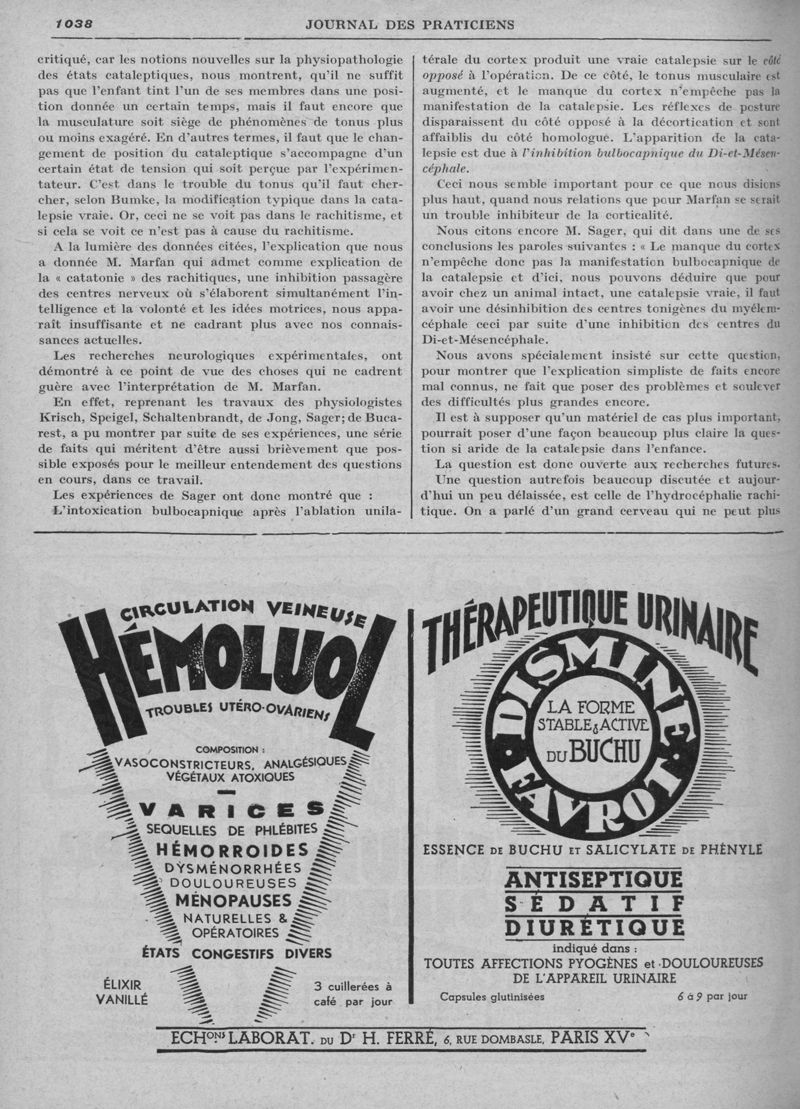 1038
JOURNAL DES PRATICIENS
critiqué, car les notions nouvelles sur la physiopathologie
des états cataleptiques, nous montrent, qu'il ne suffit
pas que l'enfant tint l'un de ses membres dans une posi-
tion donnée un certain temps, mais il faut encore que
la musculature soit siège de phénomènes de tonus plus
ou moins exagéré. En d'autres termes, il faut que le chan-
gement de position du cataleptique s'accompagne d'un
certain état de tension qui soit perçue par l'expérimen-
tateur. C'est dans le trouble du tonus qu'il faut cher-
cher, selon Bumke, la modification typique dans la cata-
lepsie vraie. Or, ceci ne se voit pas dans le rachitisme, et
si cela se voit ce n'est pas à cause du rachitisme.
A la lumière des données citées, l'explication que nous
a donnée M. Marfan qui admet comme explication de
la « catatonie » des rachitiques, une inhibition passagère
des centres nerveux où s'élaborent simultanément l'in-
telligence et la volonté et les idées motrices, nous appa-
raît insuffisante et ne cadrant plus avec nos connais-
sances actuelles.
Les recherches neurologiques expérimentales, ont
démontré à ce point de vue des choses qui ne cadrent
guère avec l'interprétation de M. Marfan.
En effet, reprenant les travaux des physiologistes
Krisch, Speigel, Schaltenbrandt, de Jong, Sager; de Buca-
rest, a pu montrer par suite de ses expériences, une série
de faits qui méritent d'être aussi brièvement que pos-
sible exposés pour le meilleur entendement des questions
en cours, dans ce travail.
Les expériences de Sager ont donc montré que :
L'intoxication bulbocapnique après l'ablation unila-
térale du cortex produit une vraie catalepsie sur le côté
opposé à l'opération. De ce côté, le tonus musculaire est
augmenté, et le manque du cortex n'empêche pas la
manifestation de la catalepsie. Les réflexes de posture
disparaissent du côté opposé à la décortication et sont
affaiblis du côté homologue. L'apparition de la cata-
lepsie est due à l'inhibition bulbocapnique du Di-et-Mésen-
céphale.
Ceci nous semble important pour ce que nous disions
plus haut, quand nous relations que pour Marfan se serait
un trouble inhibiteur de la corticalité.
Nous citons encore M. Sager, qui dit dans une de ses
conclusions les paroles suivantes : « Le manque du cortex
n'empêche donc pas la manifestation bulbocapnique de
la catalepsie et d'ici, nous pouvons déduire que pour
avoir chez un animal intact, une catalepsie vraie, il faut
avoir une désinhibition des centres tonigènes du myélem-
céphale ceci par suite d'une inhibition des centres du
Di-et-Mésencéphale.
Nous avons spécialement insisté sur cette question,
pour montrer que l'explication simpliste de faits encore
mal connus, ne fait que poser des problèmes et soulever
des difficultés plus grandes encore.
Il est à supposer qu'un matériel de cas plus important,
pourrait poser d'une façon beaucoup plus claire la ques-
tion si aride de la catalepsie dans l'enfance.
La question est donc ouverte aux recherches futures.
Une question autrefois beaucoup discutée et aujour-
d'hui un peu délaissée, est celle de l'hydrocéphalie rachi-
tique. On a parlé d'un grand cerveau qui ne peut plus
CIRCULATION VEINEUSE
HÉMOLUOL
TROUBLES UTÉRO-OVARIENS
COMPOSITION :
VASOCONSTRICTEURS, ANALGÉSIQUES
VÉGÉTAUX ATOXIQUES
VARICES
SEQUELLES DE PHLÉBITES
HÉMORROIDES
DYSMÉNORRHÉES
DOULOUREUSES
MÉNOPAUSES
NATURELLES &
OPÉRATOIRES
ÉTATS CONGESTIFS DIVERS
ÉLIXIR
VANILLÉ
3 cuillerées à
café par jour
THÉRAPEUTIQUE URINAIRE
DISMINE
FAVROT
LA FORME
STABLE & ACTIVE
DU BUCHU
ESSENCE DE BUCHU ET SALICYLATE DE PHÉNYLE
ANTISEPTIQUE
SÉDATIF
DIURÉTIQUE
indiqué dans :
TOUTES AFFECTIONS PYOGÈNES et DOULOUREUSES
DE L'APPAREIL URINAIRE
Capsules glutinisées
6 à 9 par jour
ECHons LABORAT. DU Dr H. FERRÉ, 6, RUE DOMBASLE, PARIS XVe